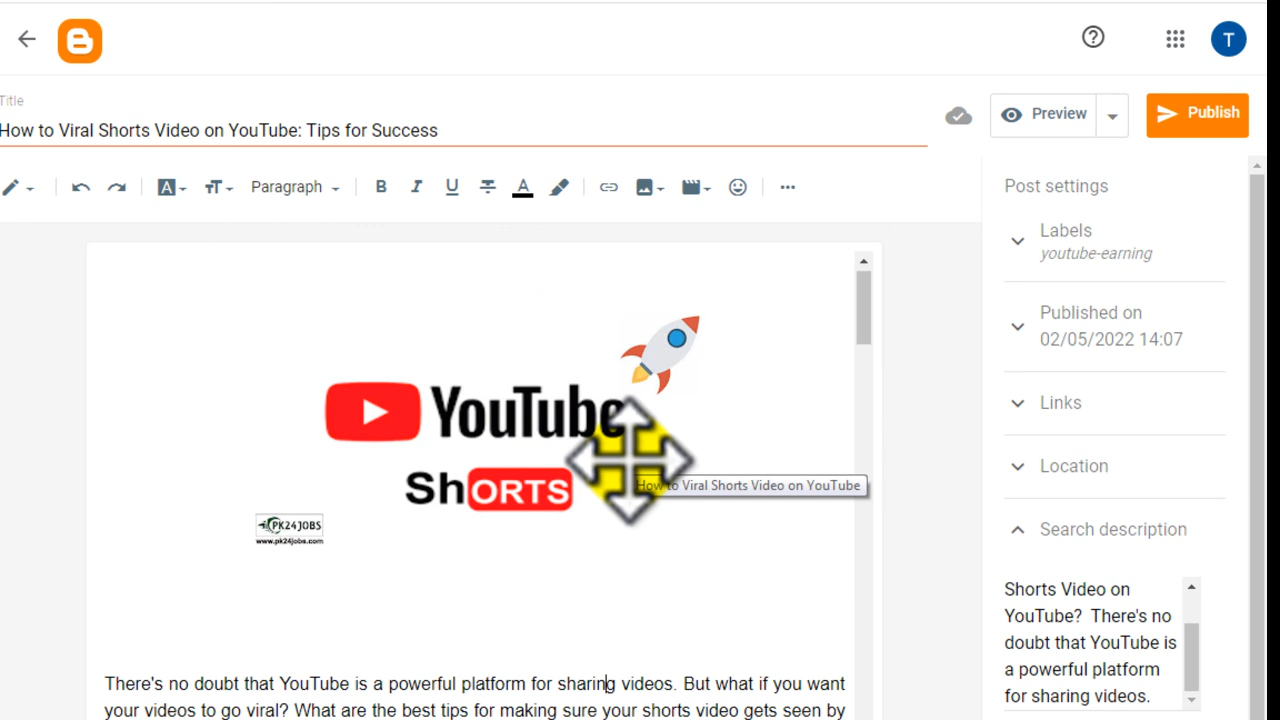 T
Title
How to Viral Shorts Video on YouTube: Tips for Success
Preview
Publish
Paragraph
B I U A
Post settings
Labels
youtube-earning
Published on
02/05/2022 14:07
Links
Location
Search description
Shorts Video on
YouTube? There's no
doubt that YouTube is
a powerful platform
for sharing videos.
YouTube
ShORTS
How to Viral Shorts Video on YouTube
PK24JOBS
www.pk24jobs.com
There's no doubt that YouTube is a powerful platform for sharing videos. But what if you want
your videos to go viral? What are the best tips for making sure your shorts video gets seen by